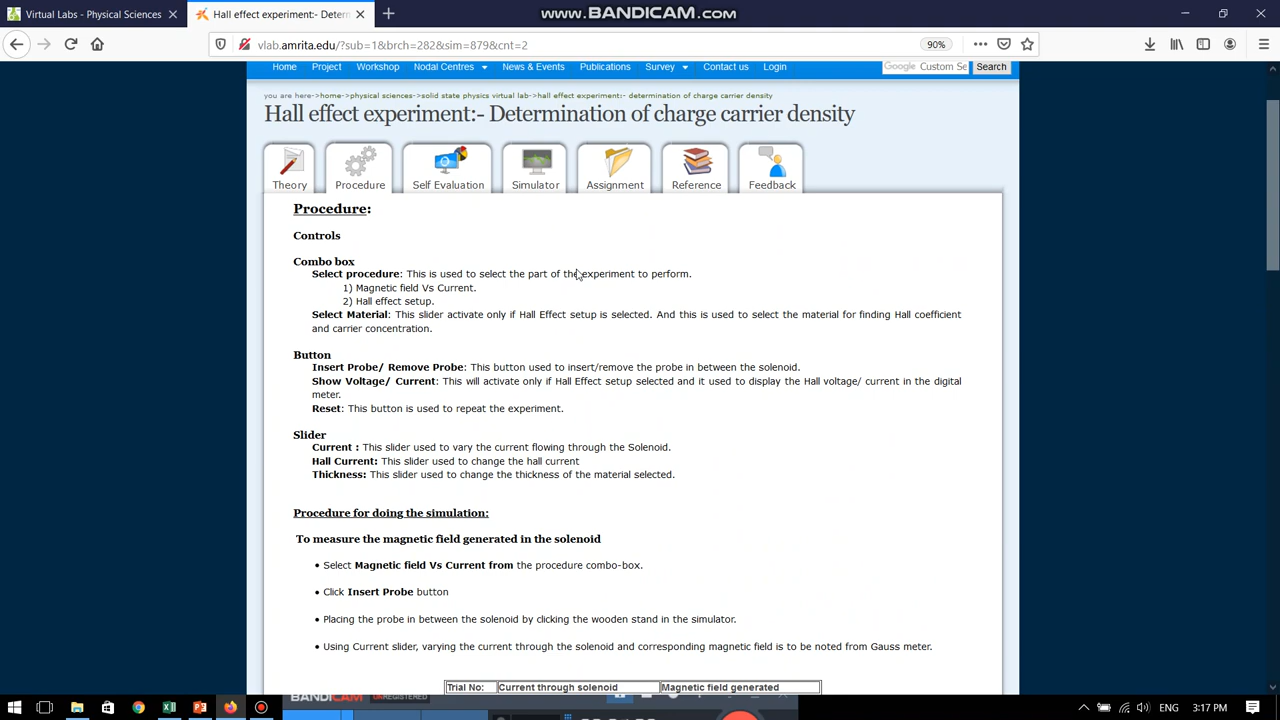 Virtual Labs - Physical Sciences
Hall effect experiment:- Determ
www.BANDICAM.com
vlab.amrita.edu/?sub=1&brch=282&sim=879&cnt=2
90%
Home Project Workshop Nodal Centres News & Events Publications Survey Contact us Login
Google Custom Se Search
you are here->home->physical sciences->solid state physics virtual lab->hall effect experiment:- determination of charge carrier density
Hall effect experiment:- Determination of charge carrier density
Theory Procedure Self Evaluation Simulator Assignment Reference Feedback
Procedure:
Controls
Combo box
Select procedure: This is used to select the part of the experiment to perform.
1) Magnetic field Vs Current.
2) Hall effect setup.
Select Material: This slider activate only if Hall Effect setup is selected. And this is used to select the material for finding Hall coefficient
and carrier concentration.
Button
Insert Probe/ Remove Probe: This button used to insert/remove the probe in between the solenoid.
Show Voltage/ Current: This will activate only if Hall Effect setup selected and it used to display the Hall voltage/ current in the digital
meter.
Reset: This button is used to repeat the experiment.
Slider
Current : This slider used to vary the current flowing through the Solenoid.
Hall Current: This slider used to change the hall current
Thickness: This slider used to change the thickness of the material selected.
Procedure for doing the simulation:
To measure the magnetic field generated in the solenoid
• Select Magnetic field Vs Current from the procedure combo-box.
• Click Insert Probe button
• Placing the probe in between the solenoid by clicking the wooden stand in the simulator.
• Using Current slider, varying the current through the solenoid and corresponding magnetic field is to be noted from Gauss meter.
Trial No: Current through solenoid Magnetic field generated
BANDICAM UNREGISTERED
ENG 3:17 PM